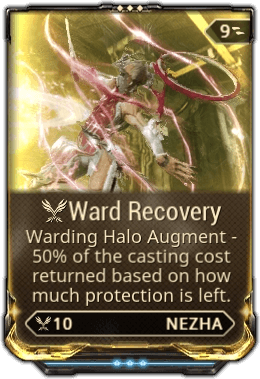 9
Ward Recovery
Warding Halo Augment -
50% of the casting cost
returned based on how
much protection is left.
10 NEZHA